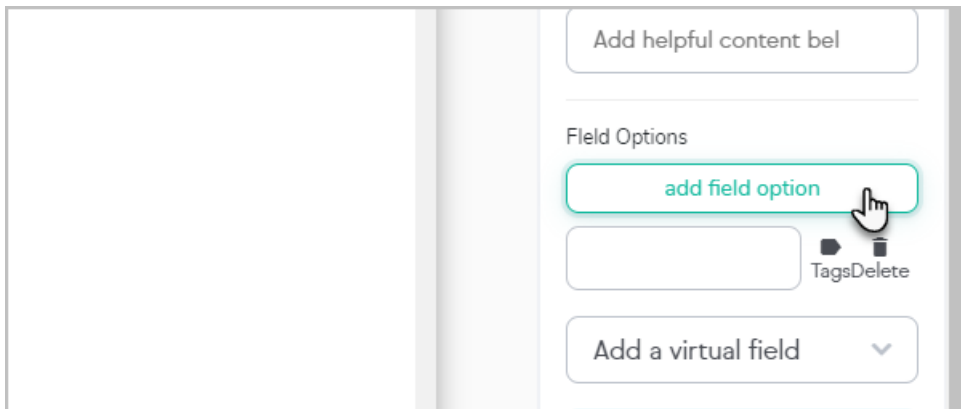 Add helpful content bel
FIeld Options
add field option
TagsDelete
Add a virtual field